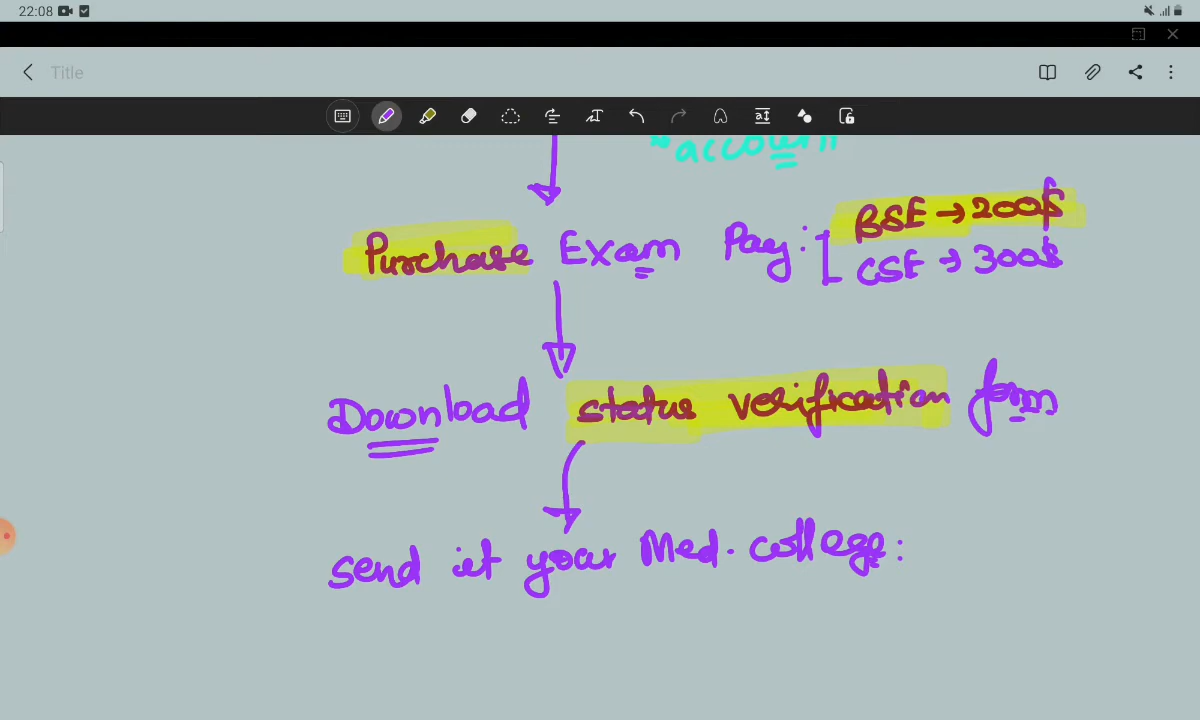 22:08
Title
account
Purchase Exam Pay: BSE → 200$
CSE → 300$
Download status verification form
send it your Med. college: